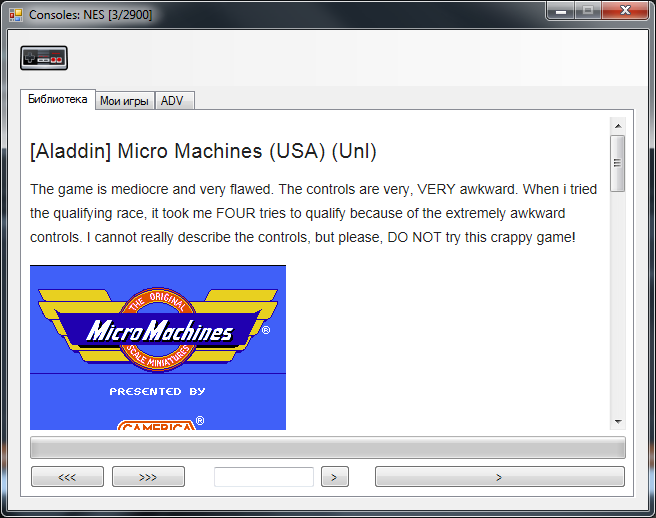 Consoles: NES [3/2900]
Библиотека Мои игры ADV
[Aladdin] Micro Machines (USA) (Unl)
The game is mediocre and very flawed. The controls are very, VERY awkward. When i tried
the qualifying race, it took me FOUR tries to qualify because of the extremely awkward
controls. I cannot really describe the controls, but please, DO NOT try this crappy game!
THE ORIGINAL
Micro Machines ®
SCALE MINIATURES
PRESENTED BY
CAMERICA ®
<<< >>> > >